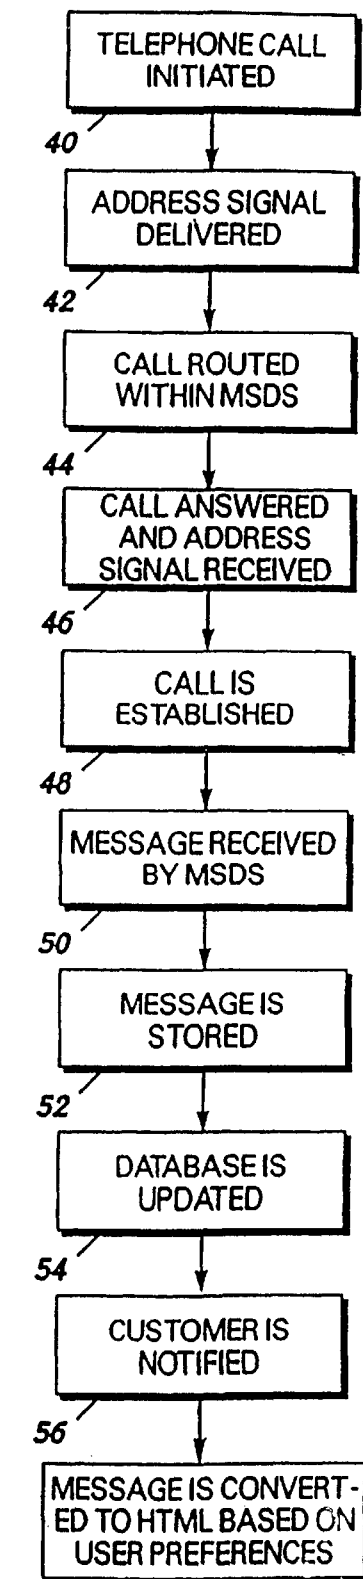 TELEPHONE CALL
INITIATED
40
ADDRESS SIGNAL
DELIVERED
42
CALL ROUTED
WITHIN MSDS
44
CALL ANSWERED
AND ADDRESS
SIGNAL RECEIVED
46
CALL IS
ESTABLISHED
48
MESSAGE RECEIVED
BY MSDS
50
MESSAGE IS
STORED
52
DATABASE IS
UPDATED
54
CUSTOMER IS
NOTIFIED
56
MESSAGE IS CONVERT-
ED TO HTML BASED ON
USER PREFERENCES